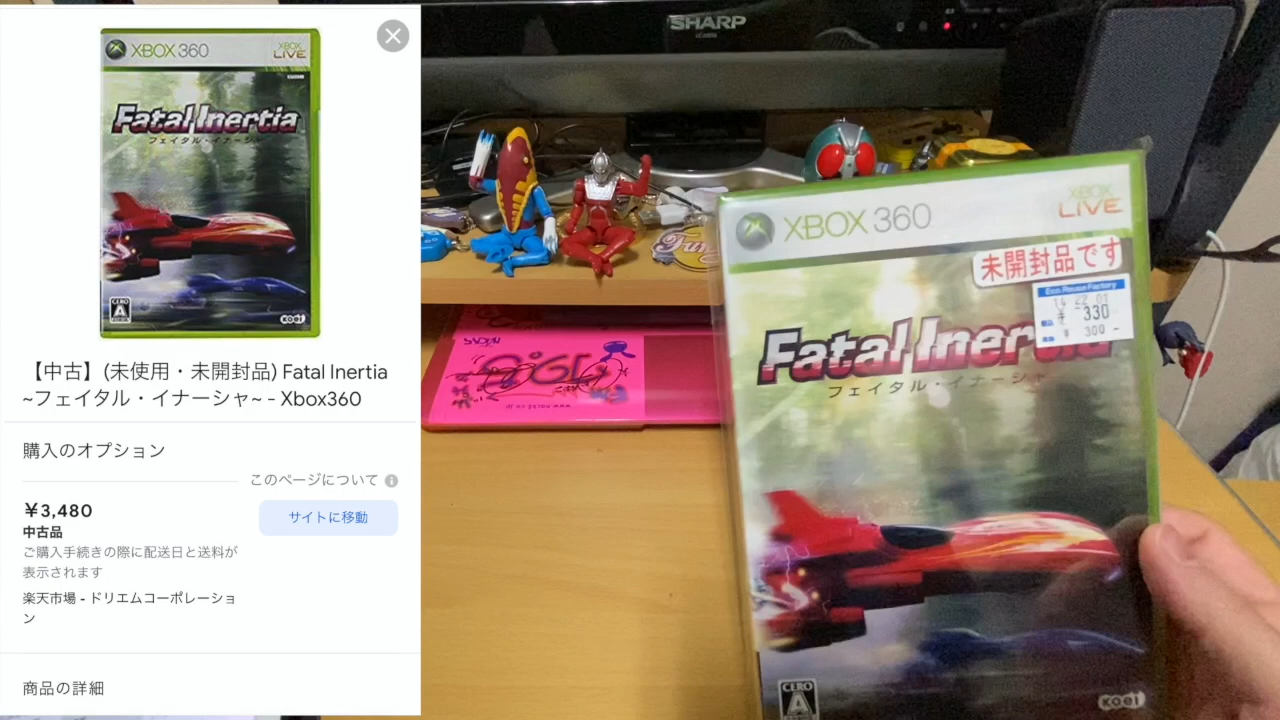 XBOX 360
XBOX
LIVE
Fatal Inertia
フェイタル・イナーシャ
CERO
A
KOEI
【中古】(未使用・未開封品) Fatal Inertia
~フェイタル・イナーシャ~ - Xbox360
購入のオプション
このページについて
¥3,480
中古品
サイトに移動
ご購入手続きの際に配送日と送料が
表示されます
楽天市場 - ドリエムコーポレーショ
ン
商品の詳細
SHARP
XBOX 360
XBOX
LIVE
未開封品です
Eco Reuse Factory
330
¥ 300 -
Fatal Inertia
フェイタル・イナーシャ
CERO
A
KOEI